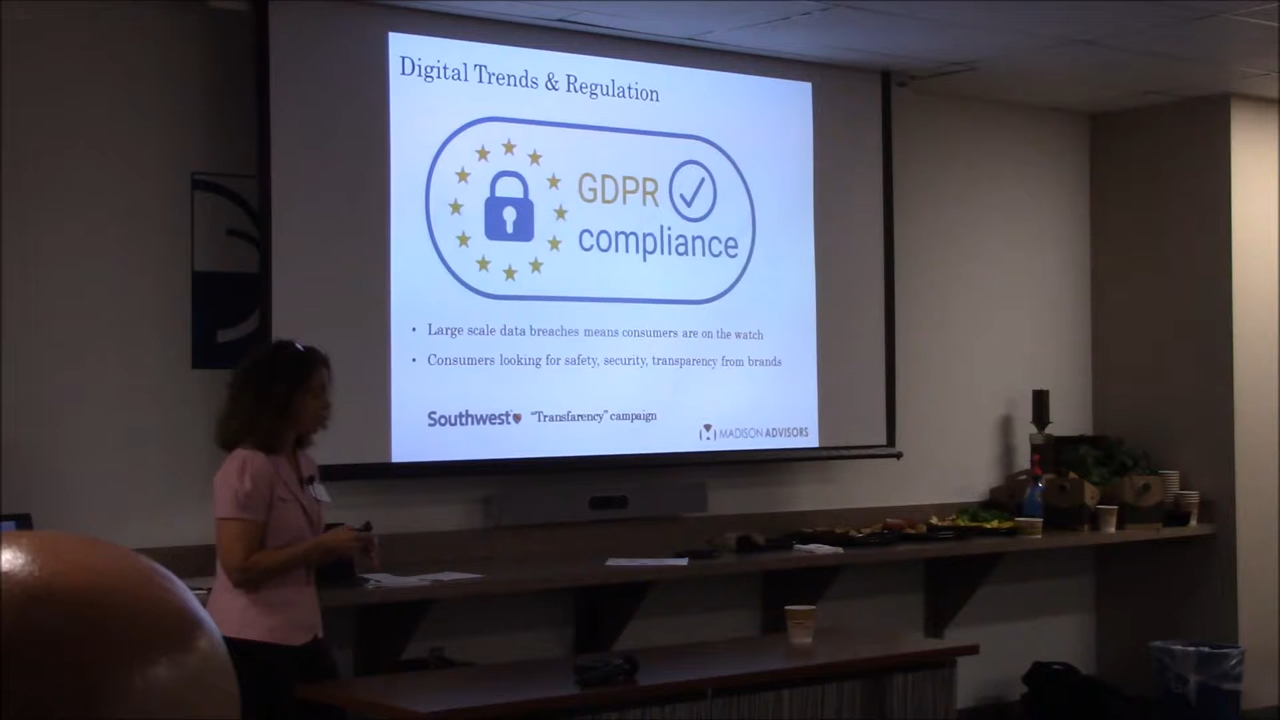 Digital Trends & Regulation
GDPR
compliance
• Large scale data breaches means consumers are on the watch
• Consumers looking for safety, security, transparency from brands
Southwest "Transfarency" campaign
MADISON ADVISORS